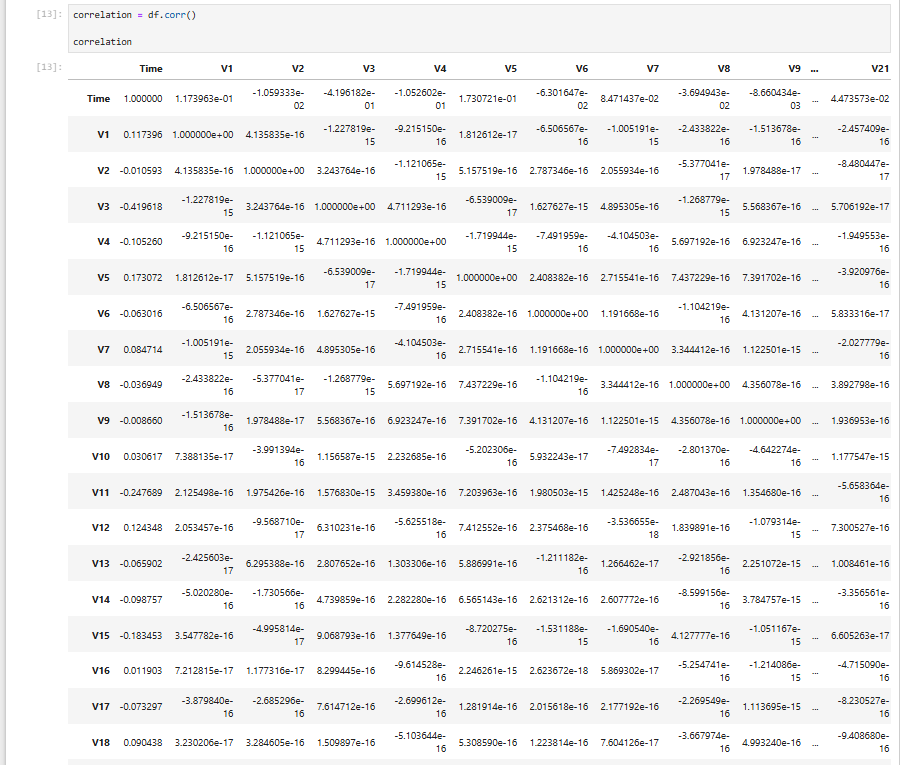 [13]: correlation = df.corr()
correlation
[13]: Time V1 V2 V3 V4 V5 V6 V7 V8 V9 ... V21
Time 1.000000 1.173963e-01 -1.059333e-02 -4.196182e-01 -1.052602e-01 1.730721e-01 -6.301647e-02 8.471437e-02 -3.694943e-02 -8.660434e-03 ... 4.473573e-02
V1 0.117396 1.000000e+00 4.135835e-16 -1.227819e-15 -9.215150e-16 1.812612e-17 -6.506567e-16 -1.005191e-15 -2.433822e-16 -1.513678e-16 ... -2.457409e-16
V2 -0.010593 4.135835e-16 1.000000e+00 3.243764e-16 -1.121065e-15 5.157519e-16 2.787346e-16 2.055934e-16 -5.377041e-17 1.978488e-17 ... -8.480447e-17
V3 -0.419618 -1.227819e-15 3.243764e-16 1.000000e+00 4.711293e-16 -6.539009e-17 1.627627e-15 4.895305e-16 -1.268779e-15 5.568367e-16 ... 5.706192e-17
V4 -0.105260 -9.215150e-16 -1.121065e-15 4.711293e-16 1.000000e+00 -1.719944e-15 -7.491959e-16 -4.104503e-16 5.697192e-16 6.923247e-16 ... -1.949553e-16
V5 0.173072 1.812612e-17 5.157519e-16 -6.539009e-17 -1.719944e-15 1.000000e+00 2.408382e-16 2.715541e-16 7.437229e-16 7.391702e-16 ... -3.920976e-16
V6 -0.063016 -6.506567e-16 2.787346e-16 1.627627e-15 -7.491959e-16 2.408382e-16 1.000000e+00 1.191668e-16 -1.104219e-16 4.131207e-16 ... 5.833316e-17
V7 0.084714 -1.005191e-15 2.055934e-16 4.895305e-16 -4.104503e-16 2.715541e-16 1.191668e-16 1.000000e+00 3.344412e-16 1.122501e-15 ... -2.027779e-16
V8 -0.036949 -2.433822e-16 -5.377041e-17 -1.268779e-15 5.697192e-16 7.437229e-16 -1.104219e-16 3.344412e-16 1.000000e+00 4.356078e-16 ... 3.892798e-16
V9 -0.008660 -1.513678e-16 1.978488e-17 5.568367e-16 6.923247e-16 7.391702e-16 4.131207e-16 1.122501e-15 4.356078e-16 1.000000e+00 ... 1.936953e-16
V10 0.030617 7.388135e-17 -3.991394e-16 1.156587e-15 2.232685e-16 -5.202306e-16 5.932243e-17 -7.492834e-17 -2.801370e-16 -4.642274e-16 ... 1.177547e-15
V11 -0.247689 2.125498e-16 1.975426e-16 1.576830e-15 3.459380e-16 7.203963e-16 1.980503e-15 1.425248e-16 2.487043e-16 1.354680e-16 ... -5.658364e-16
V12 0.124348 2.053457e-16 -9.568710e-17 6.310231e-16 -5.625518e-16 7.412552e-16 2.375468e-16 -3.536655e-18 1.839891e-16 -1.079314e-15 ... 7.300527e-16
V13 -0.065902 -2.425603e-17 6.295388e-16 2.807652e-16 1.303306e-16 5.886991e-16 -1.211182e-16 1.266462e-17 -2.921856e-16 2.251072e-15 ... 1.008461e-16
V14 -0.098757 -5.020280e-16 -1.730566e-16 4.739859e-16 2.282280e-16 6.565143e-16 2.621312e-16 2.607772e-16 -8.599156e-16 3.784757e-15 ... -3.356561e-16
V15 -0.183453 3.547782e-16 -4.995814e-17 9.068793e-16 1.377649e-16 -8.720275e-16 -1.531188e-15 -1.690540e-16 4.127777e-16 -1.051167e-15 ... 6.605263e-17
V16 0.011903 7.212815e-17 1.177316e-17 8.299445e-16 -9.614528e-16 2.246261e-15 2.623672e-18 5.869302e-17 -5.254741e-16 -1.214086e-15 ... -4.715090e-16
V17 -0.073297 -3.879840e-16 -2.685296e-16 7.614712e-16 -2.699612e-16 1.281914e-16 2.015618e-16 2.177192e-16 -2.269549e-16 1.113695e-15 ... -8.230527e-16
V18 0.090438 3.230206e-17 3.284605e-16 1.509897e-16 -5.103644e-16 5.308590e-16 1.223814e-16 7.604126e-17 -3.667974e-16 4.993240e-16 ... -9.408680e-16